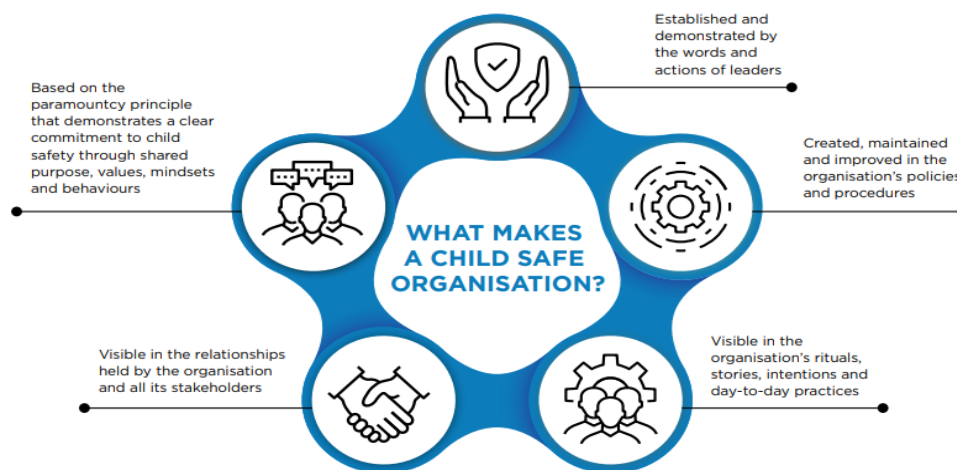 Established and
demonstrated by
the words and
actions of leaders
Based on the
paramountcy principle
that demonstrates a clear
commitment to child
safety through shared
purpose, values, mindsets
and behaviours
Created, maintained
and improved in the
organisation's policies
and procedures
WHAT MAKES
A CHILD SAFE
ORGANISATION?
Visible in the relationships
held by the organisation
and all its stakeholders
Visible in the
organisation's rituals,
stories, intentions and
day-to-day practices